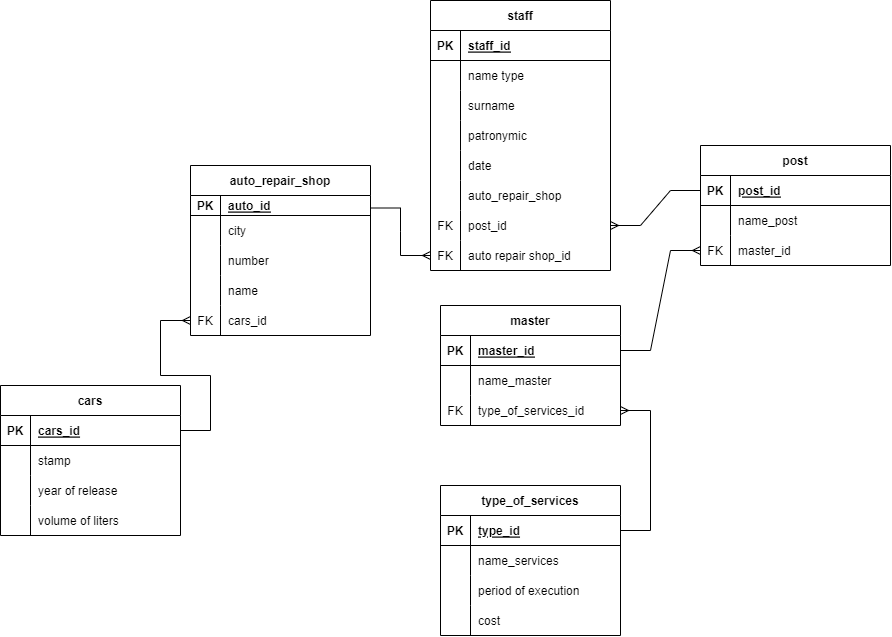 staff
PK staff_id
name type
surname
patronymic
date
auto_repair_shop
FK post_id
FK auto repair shop_id
post
PK post_id
name_post
FK master_id
auto_repair_shop
PK auto_id
city
number
name
FK cars_id
master
PK master_id
name_master
FK type_of_services_id
cars
PK cars_id
stamp
year of release
volume of liters
type_of_services
PK type_id
name_services
period of execution
cost